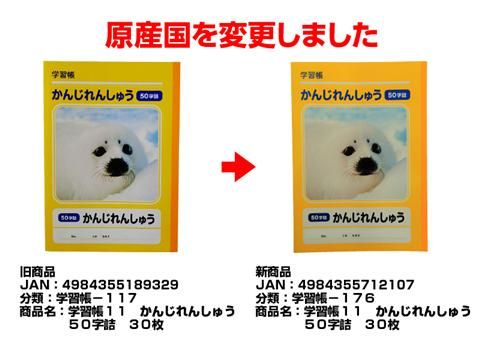 原産国を変更しました
学習帳
かんじれんしゅう 50字詰
50字詰 かんじれんしゅう
学習帳
かんじれんしゅう 50字詰
50字詰 かんじれんしゅう
旧商品
JAN：4984355189329
分類：学習帳－117
商品名：学習帳11 かんじれんしゅう
50字詰 30枚
新商品
JAN：4984355712107
分類：学習帳－176
商品名：学習帳11 かんじれんしゅう
50字詰 30枚